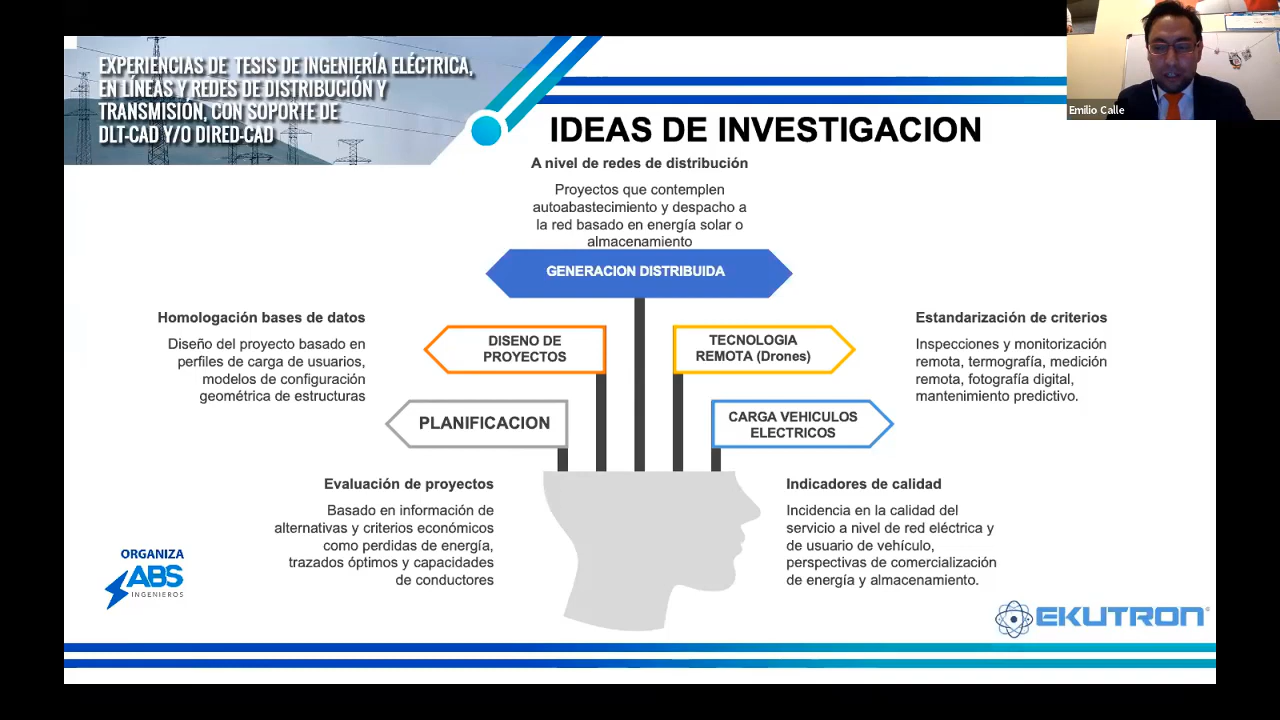 EXPERIENCIAS DE TESIS DE INGENIERÍA ELÉCTRICA,
EN LÍNEAS Y REDES DE DISTRIBUCIÓN Y
TRANSMISIÓN, CON SOPORTE DE
DLT-CAD Y/O DIRED-CAD
Emilio Calle
IDEAS DE INVESTIGACION
A nivel de redes de distribución
Proyectos que contemplen
autoabastecimiento y despacho a
la red basado en energía solar o
almacenamiento
GENERACION DISTRIBUIDA
Homologación bases de datos
Diseño del proyecto basado en
perfiles de carga de usuarios,
modelos de configuración
geométrica de estructuras
DISENO DE
PROYECTOS
TECNOLOGIA
REMOTA (Drones)
Estandarización de criterios
Inspecciones y monitorización
remota, termografía, medición
remota, fotografía digital,
mantenimiento predictivo.
PLANIFICACION
CARGA VEHICULOS
ELECTRICOS
Evaluación de proyectos
Basado en información de
alternativas y criterios económicos
como perdidas de energía,
trazados óptimos y capacidades
de conductores
Indicadores de calidad
Incidencia en la calidad del
servicio a nivel de red eléctrica y
de usuario de vehículo,
perspectivas de comercialización
de energía y almacenamiento.
ORGANIZA
ABS
INGENIEROS
EKUTRON